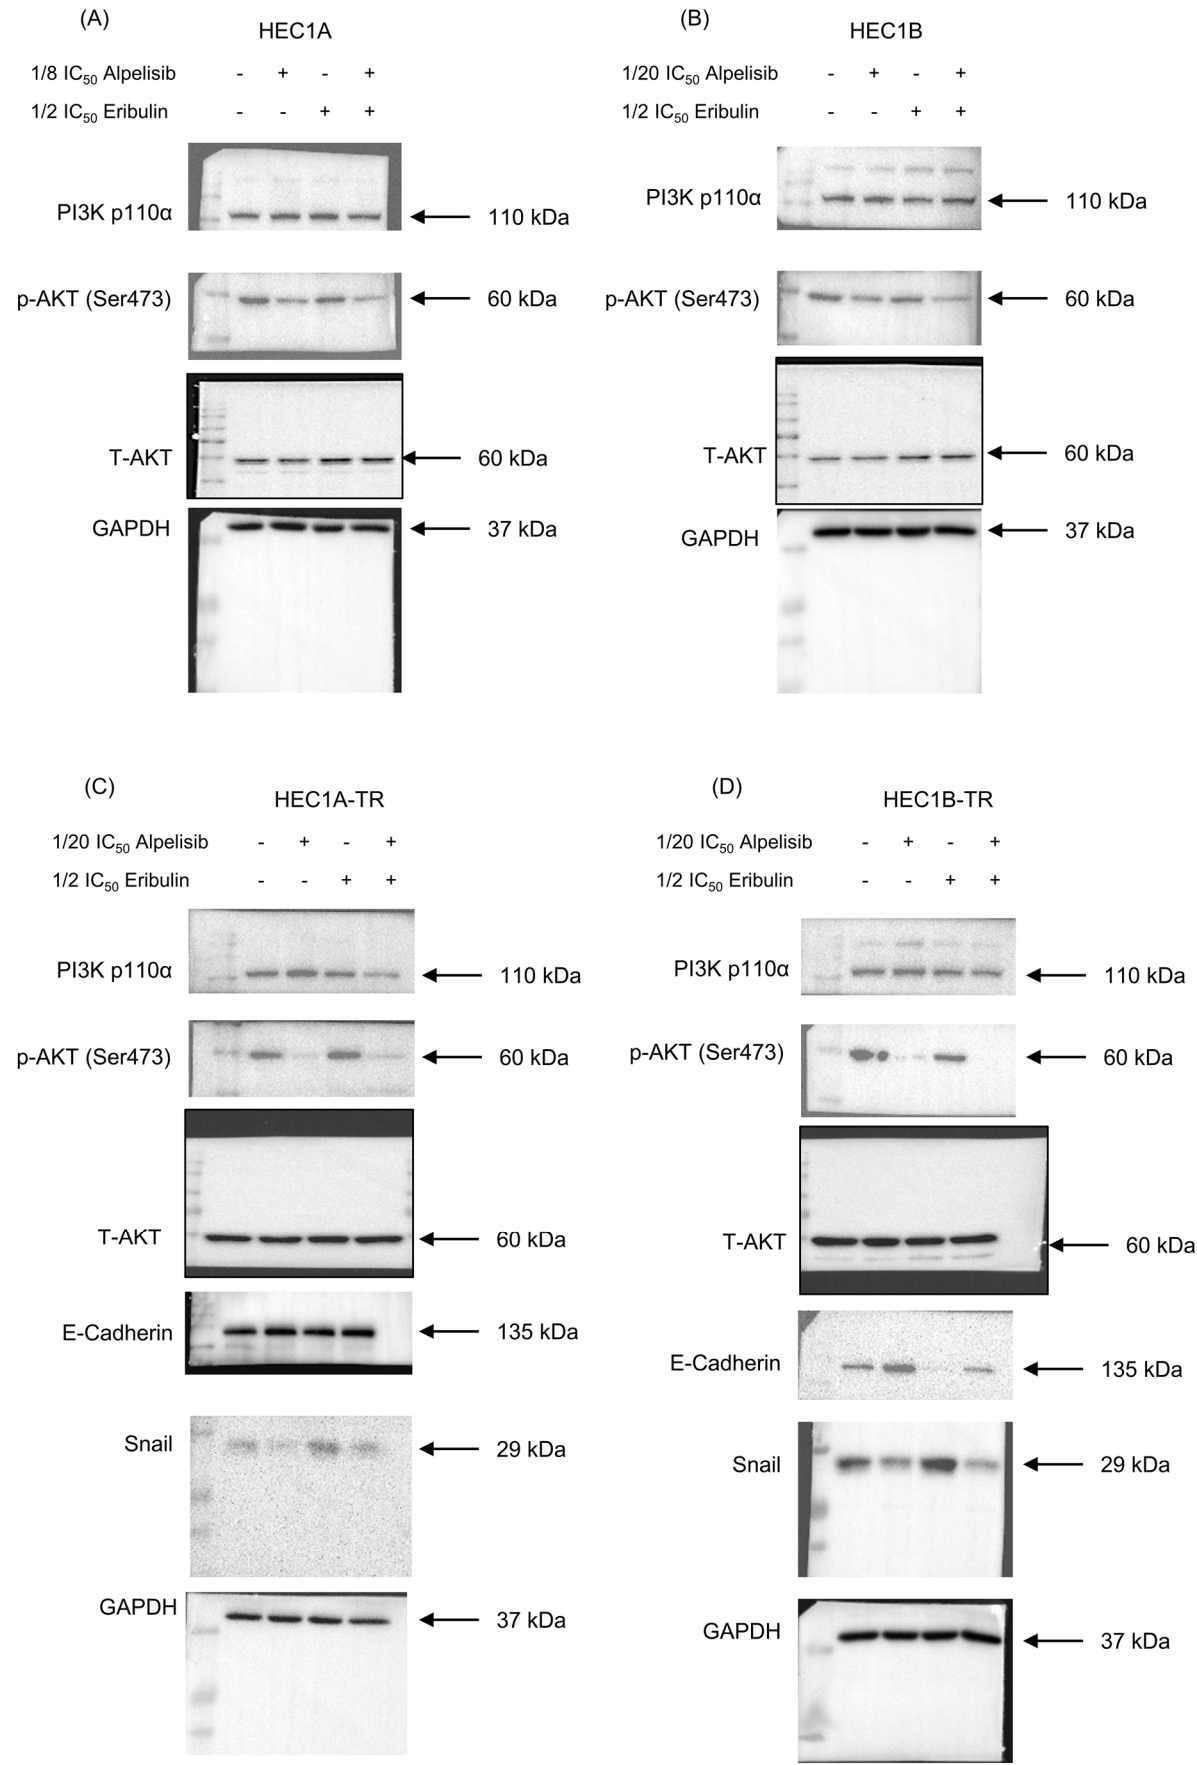 (A)
HEC1A
1/8 IC50 Alpelisib - + - +
1/2 IC50 Eribulin - - + +
PI3K p110α 110 kDa
p-AKT (Ser473) 60 kDa
T-AKT 60 kDa
GAPDH 37 kDa
(B)
HEC1B
1/20 IC50 Alpelisib - + - +
1/2 IC50 Eribulin - - + +
PI3K p110α 110 kDa
p-AKT (Ser473) 60 kDa
T-AKT 60 kDa
GAPDH 37 kDa
(C)
HEC1A-TR
1/20 IC50 Alpelisib - + - +
1/2 IC50 Eribulin - - + +
PI3K p110α 110 kDa
p-AKT (Ser473) 60 kDa
T-AKT 60 kDa
E-Cadherin 135 kDa
Snail 29 kDa
GAPDH 37 kDa
(D)
HEC1B-TR
1/20 IC50 Alpelisib - + - +
1/2 IC50 Eribulin - - + +
PI3K p110α 110 kDa
p-AKT (Ser473) 60 kDa
T-AKT 60 kDa
E-Cadherin 135 kDa
Snail 29 kDa
GAPDH 37 kDa